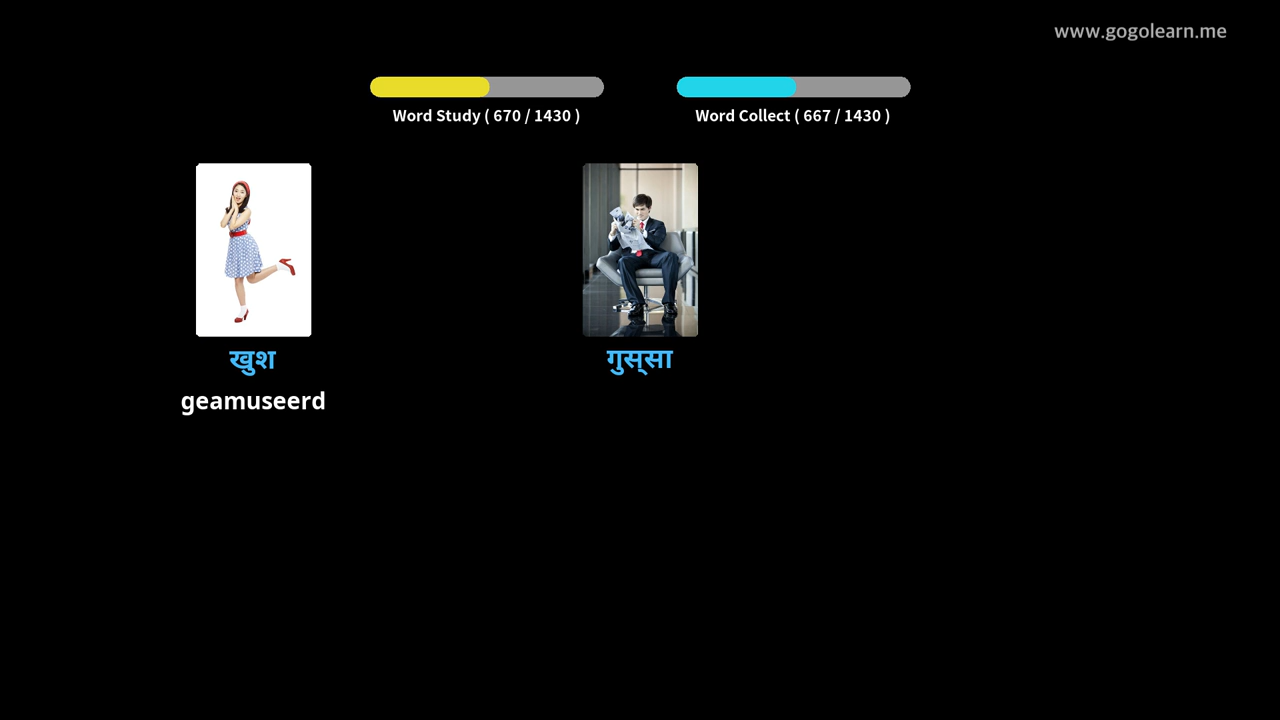 www.gogolearn.me
Word Study ( 670 / 1430 )
Word Collect ( 667 / 1430 )
खुश
गुस्‌सा
geamuseerd